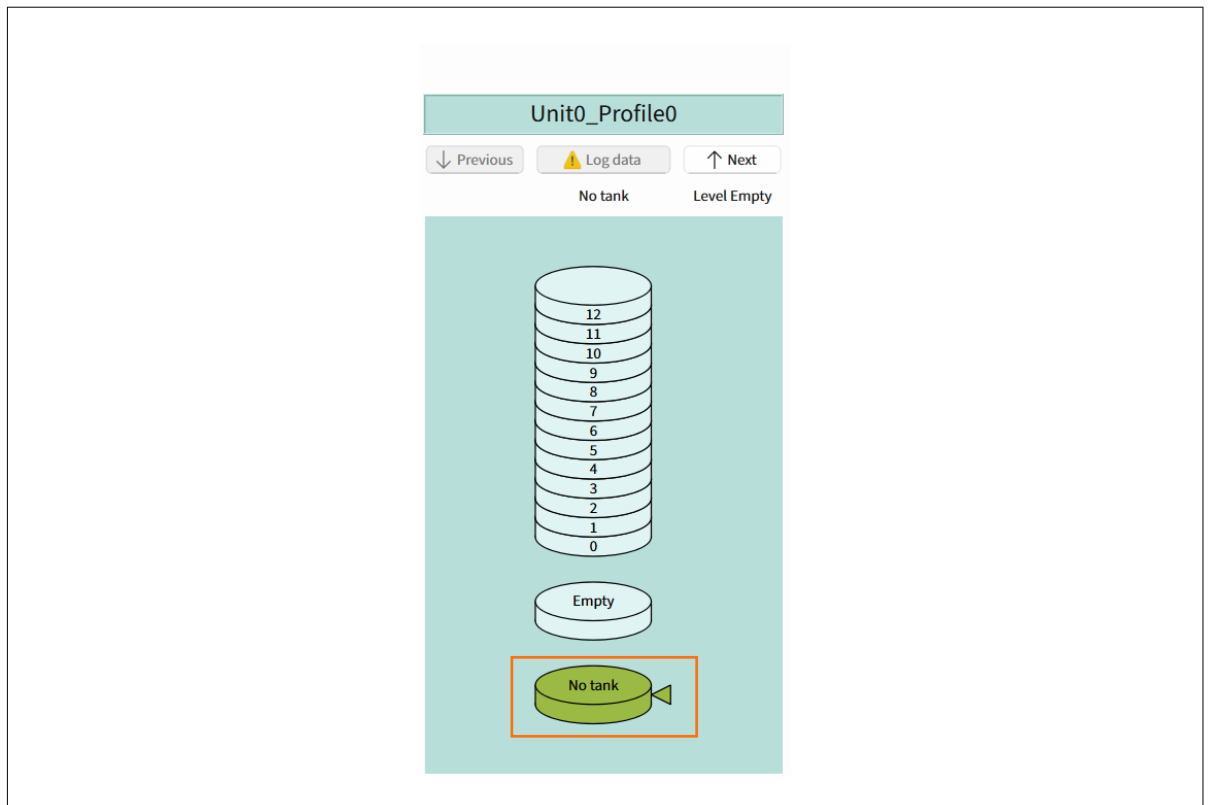 Unit0_Profile0
Previous Log data Next
No tank Level Empty
12
11
10
9
8
7
6
5
4
3
2
1
0
Empty
No tank